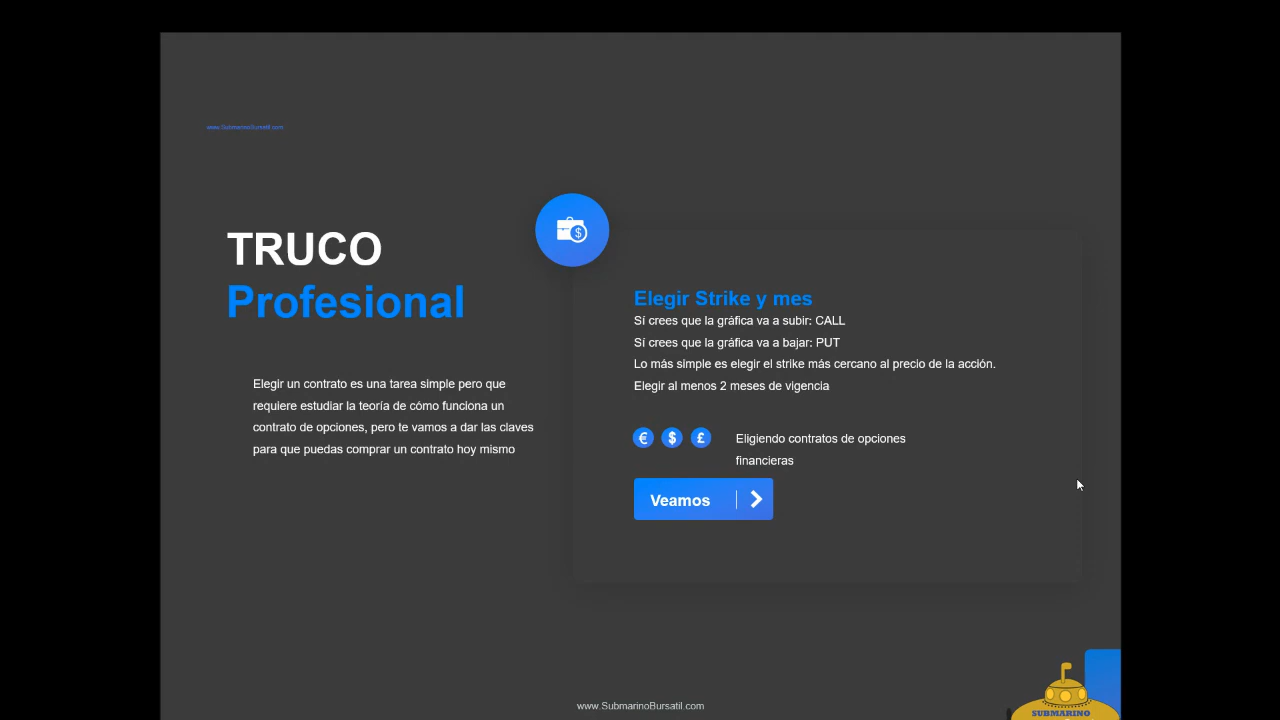 www.SubmarinoBursatil.com
TRUCO
Profesional
Elegir un contrato es una tarea simple pero que
requiere estudiar la teoría de cómo funciona un
contrato de opciones, pero te vamos a dar las claves
para que puedas comprar un contrato hoy mismo
$
Elegir Strike y mes
Sí crees que la gráfica va a subir: CALL
Sí crees que la gráfica va a bajar: PUT
Lo más simple es elegir el strike más cercano al precio de la acción.
Elegir al menos 2 meses de vigencia
€ $ £
Eligiendo contratos de opciones
financieras
Veamos
www.SubmarinoBursatil.com
SUBMARINO